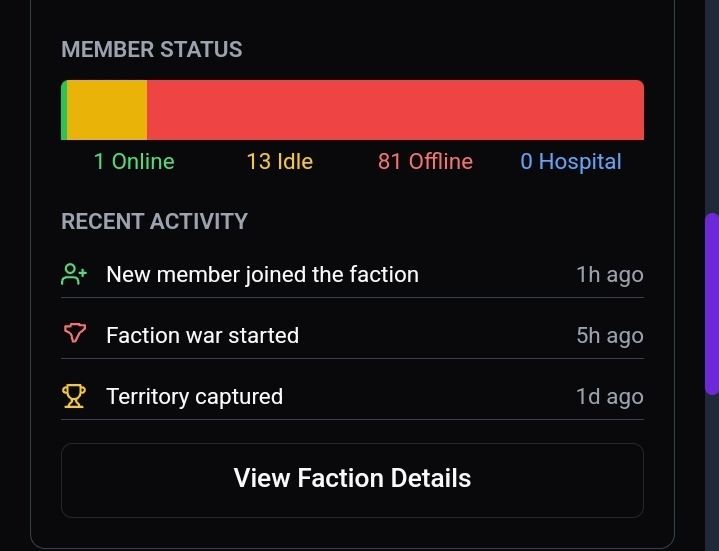 MEMBER STATUS
1 Online 13 Idle 81 Offline 0 Hospital
RECENT ACTIVITY
New member joined the faction 1h ago
Faction war started 5h ago
Territory captured 1d ago
View Faction Details